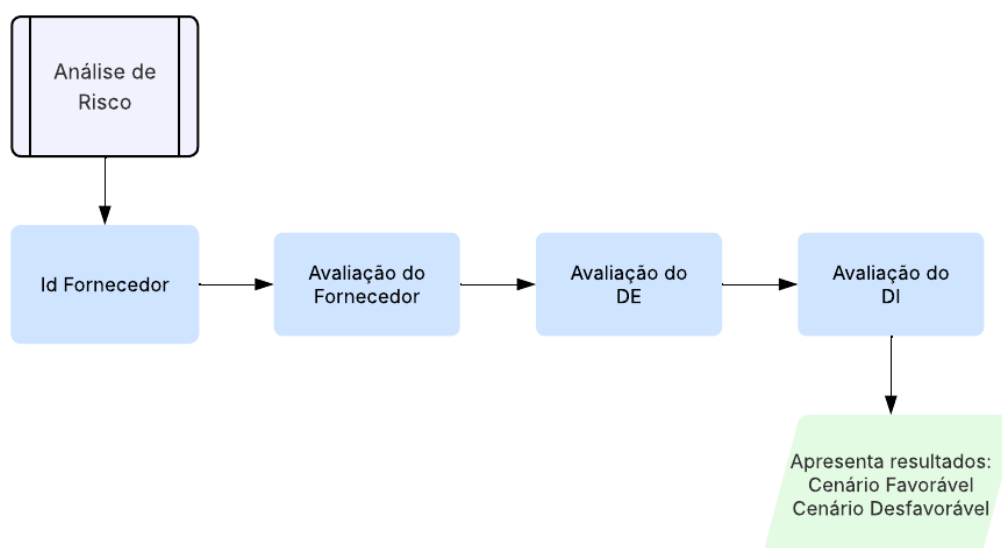 Análise de
Risco
Id Fornecedor
Avaliação do
Fornecedor
Avaliação do
DE
Avaliação do
DI
Apresenta resultados:
Cenário Favorável
Cenário Desfavorável